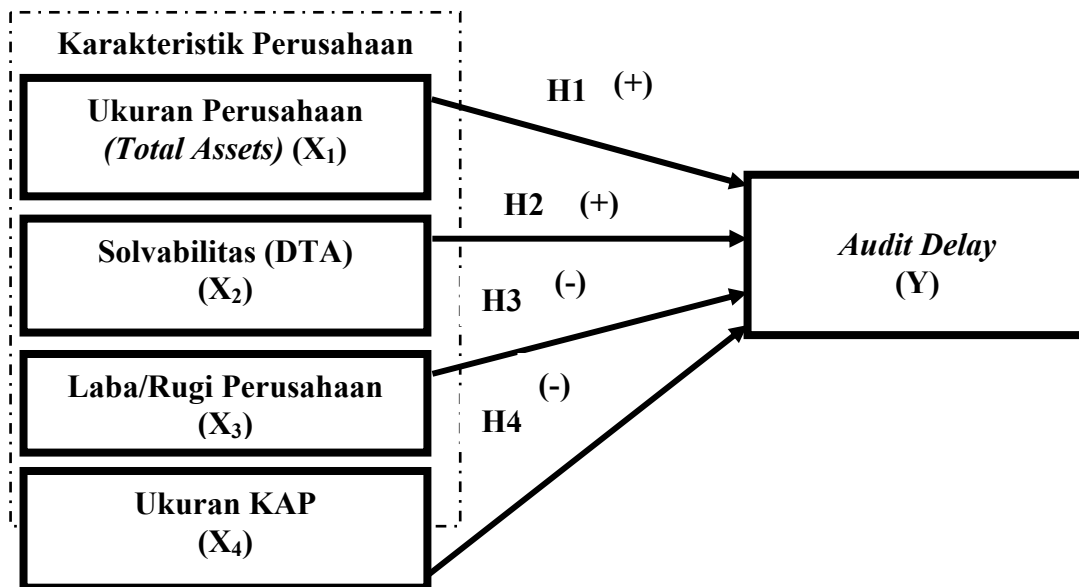 Karakteristik Perusahaan
Ukuran Perusahaan
(Total Assets) (X₁)
Solvabilitas (DTA)
(X₂)
Laba/Rugi Perusahaan
(X₃)
Ukuran KAP
(X₄)
H1 (+)
H2 (+)
H3 (-)
H4 (-)
Audit Delay
(Y)